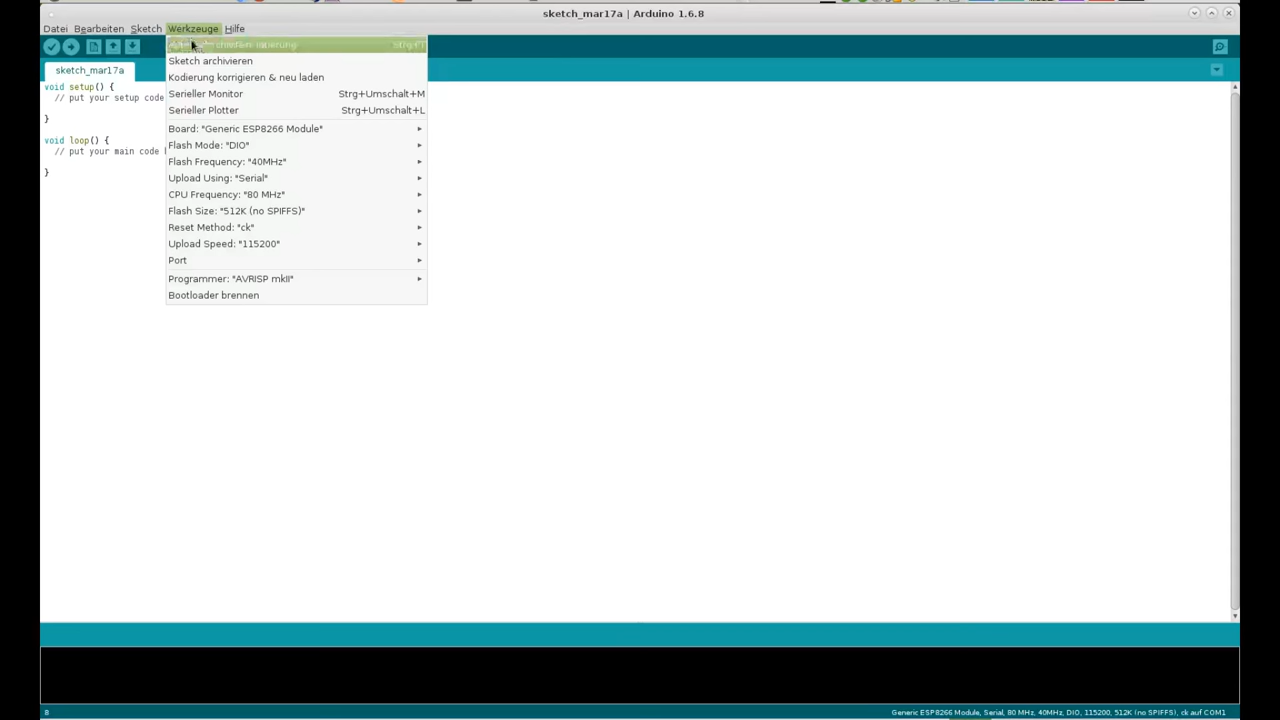 sketch_mar17a | Arduino 1.6.8
Datei Bearbeiten Sketch Werkzeuge Hilfe
Sketch archivieren
Kodierung korrigieren & neu laden
Serieller Monitor Strg+Umschalt+M
Serieller Plotter Strg+Umschalt+L
Board: "Generic ESP8266 Module"
Flash Mode: "DIO"
Flash Frequency: "40MHz"
Upload Using: "Serial"
CPU Frequency: "80 MHz"
Flash Size: "512K (no SPIFFS)"
Reset Method: "ck"
Upload Speed: "115200"
Port
Programmer: "AVRISP mkII"
Bootloader brennen
sketch_mar17a
void setup() {
// put your setup code
}
void loop() {
// put your main code
}
8
Generic ESP8266 Module, Serial, 80 MHz, 40MHz, DIO, 115200, 512K (no SPIFFS), ck auf COM1